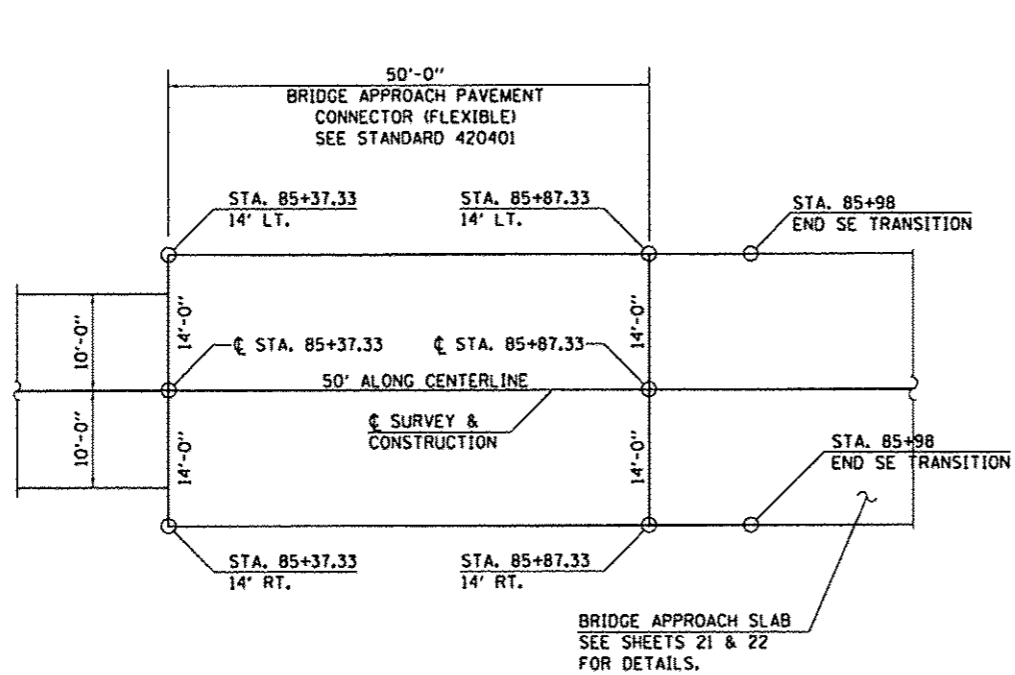 50'-0"
BRIDGE APPROACH PAVEMENT
CONNECTOR (FLEXIBLE)
SEE STANDARD 420401
STA. 85+37.33
14' LT.
STA. 85+87.33
14' LT.
STA. 85+98
END SE TRANSITION
10'-0"
14'-0"
℄ STA. 85+37.33
℄ STA. 85+87.33
14'-0"
50' ALONG CENTERLINE
℄ SURVEY &
CONSTRUCTION
10'-0"
14'-0"
14'-0"
STA. 85+98
END SE TRANSITION
STA. 85+37.33
14' RT.
STA. 85+87.33
14' RT.
BRIDGE APPROACH SLAB
SEE SHEETS 21 & 22
FOR DETAILS.